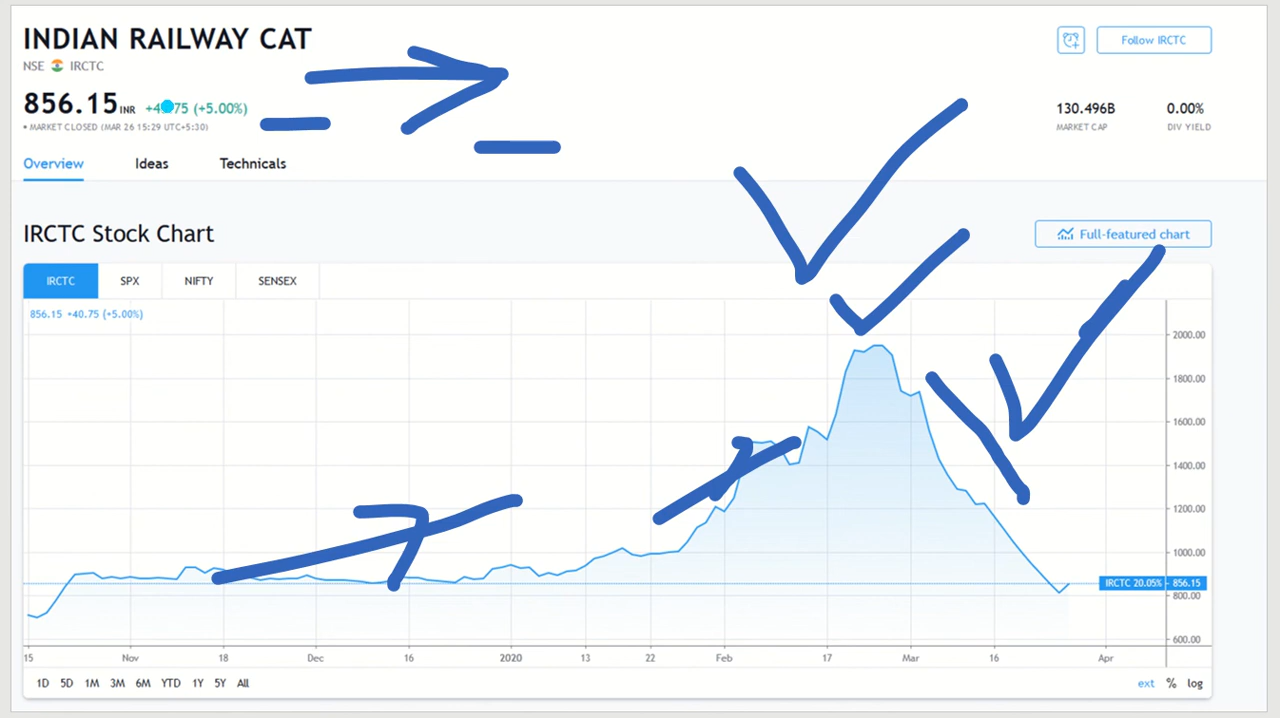 INDIAN RAILWAY CAT
NSE IRCTC
Follow IRCTC
856.15 INR +4 75 (+5.00%)
• MARKET CLOSED (MAR 26 15:29 UTC+5:30)
130.496B
MARKET CAP
0.00%
DIV YIELD
Overview Ideas Technicals
IRCTC Stock Chart
Full-featured chart
IRCTC SPX NIFTY SENSEX
856.15 +40.75 (+5.00%)
2000.00
1800.00
1600.00
1400.00
1200.00
1000.00
IRCTC 20.05% 856.15
800.00
600.00
15 Nov 18 Dec 16 2020 13 22 Feb 17 Mar 16 Apr
1D 5D 1M 3M 6M YTD 1Y 5Y All
ext % log